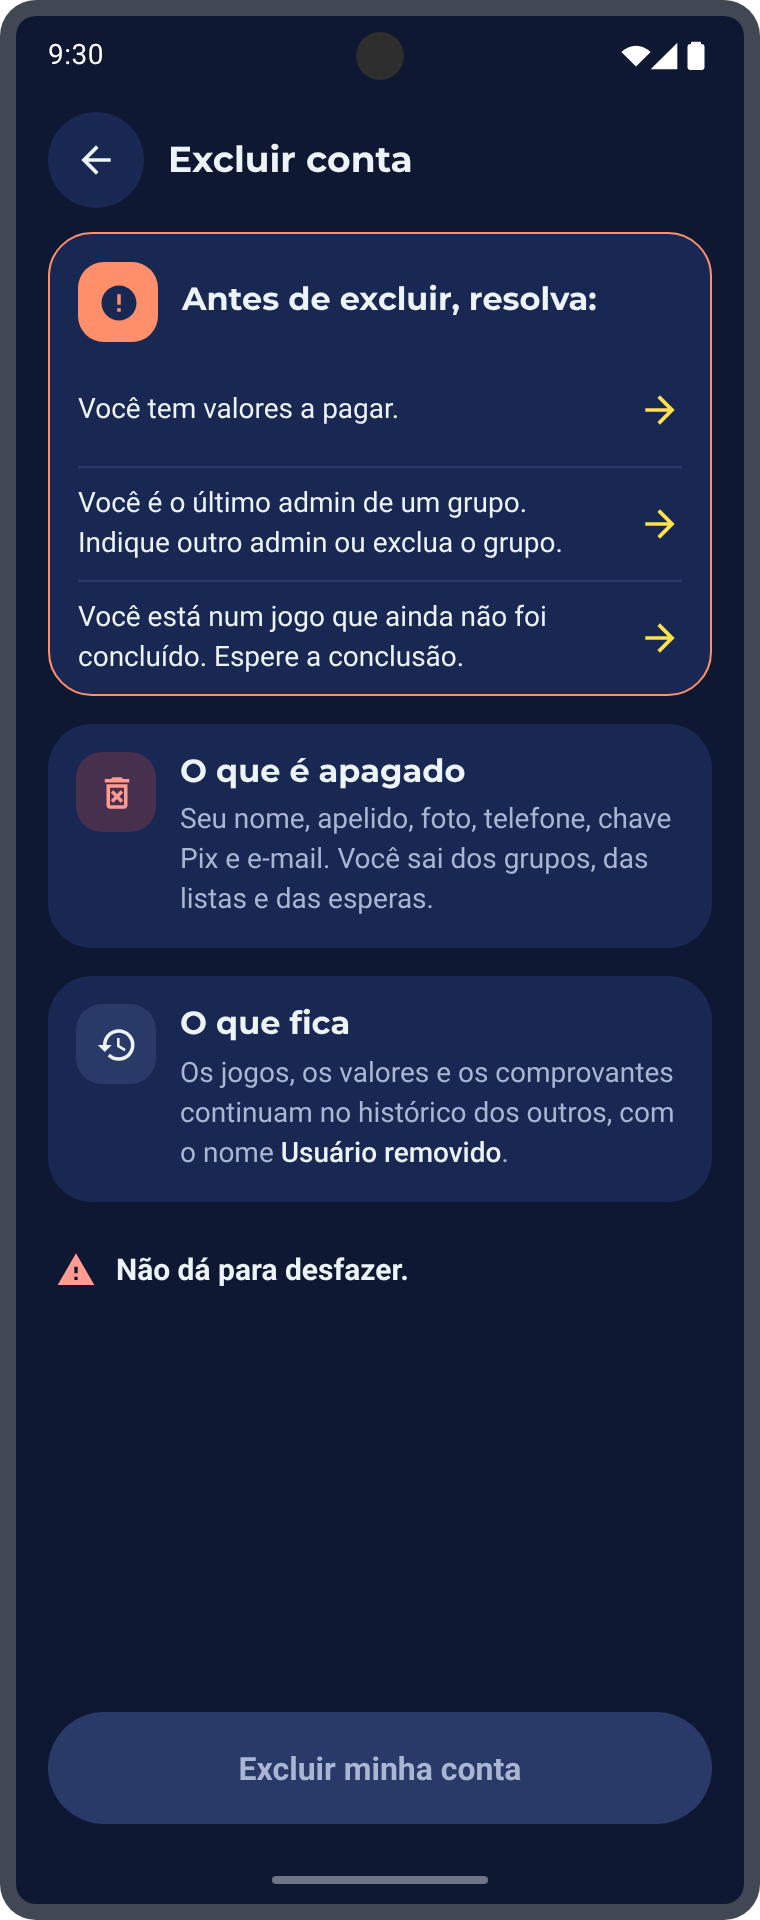 9:30
Excluir conta
Antes de excluir, resolva:
Você tem valores a pagar.
Você é o último admin de um grupo.
Indique outro admin ou exclua o grupo.
Você está num jogo que ainda não foi
concluído. Espere a conclusão.
O que é apagado
Seu nome, apelido, foto, telefone, chave
Pix e e-mail. Você sai dos grupos, das
listas e das esperas.
O que fica
Os jogos, os valores e os comprovantes
continuam no histórico dos outros, com
o nome Usuário removido.
Não dá para desfazer.
Excluir minha conta